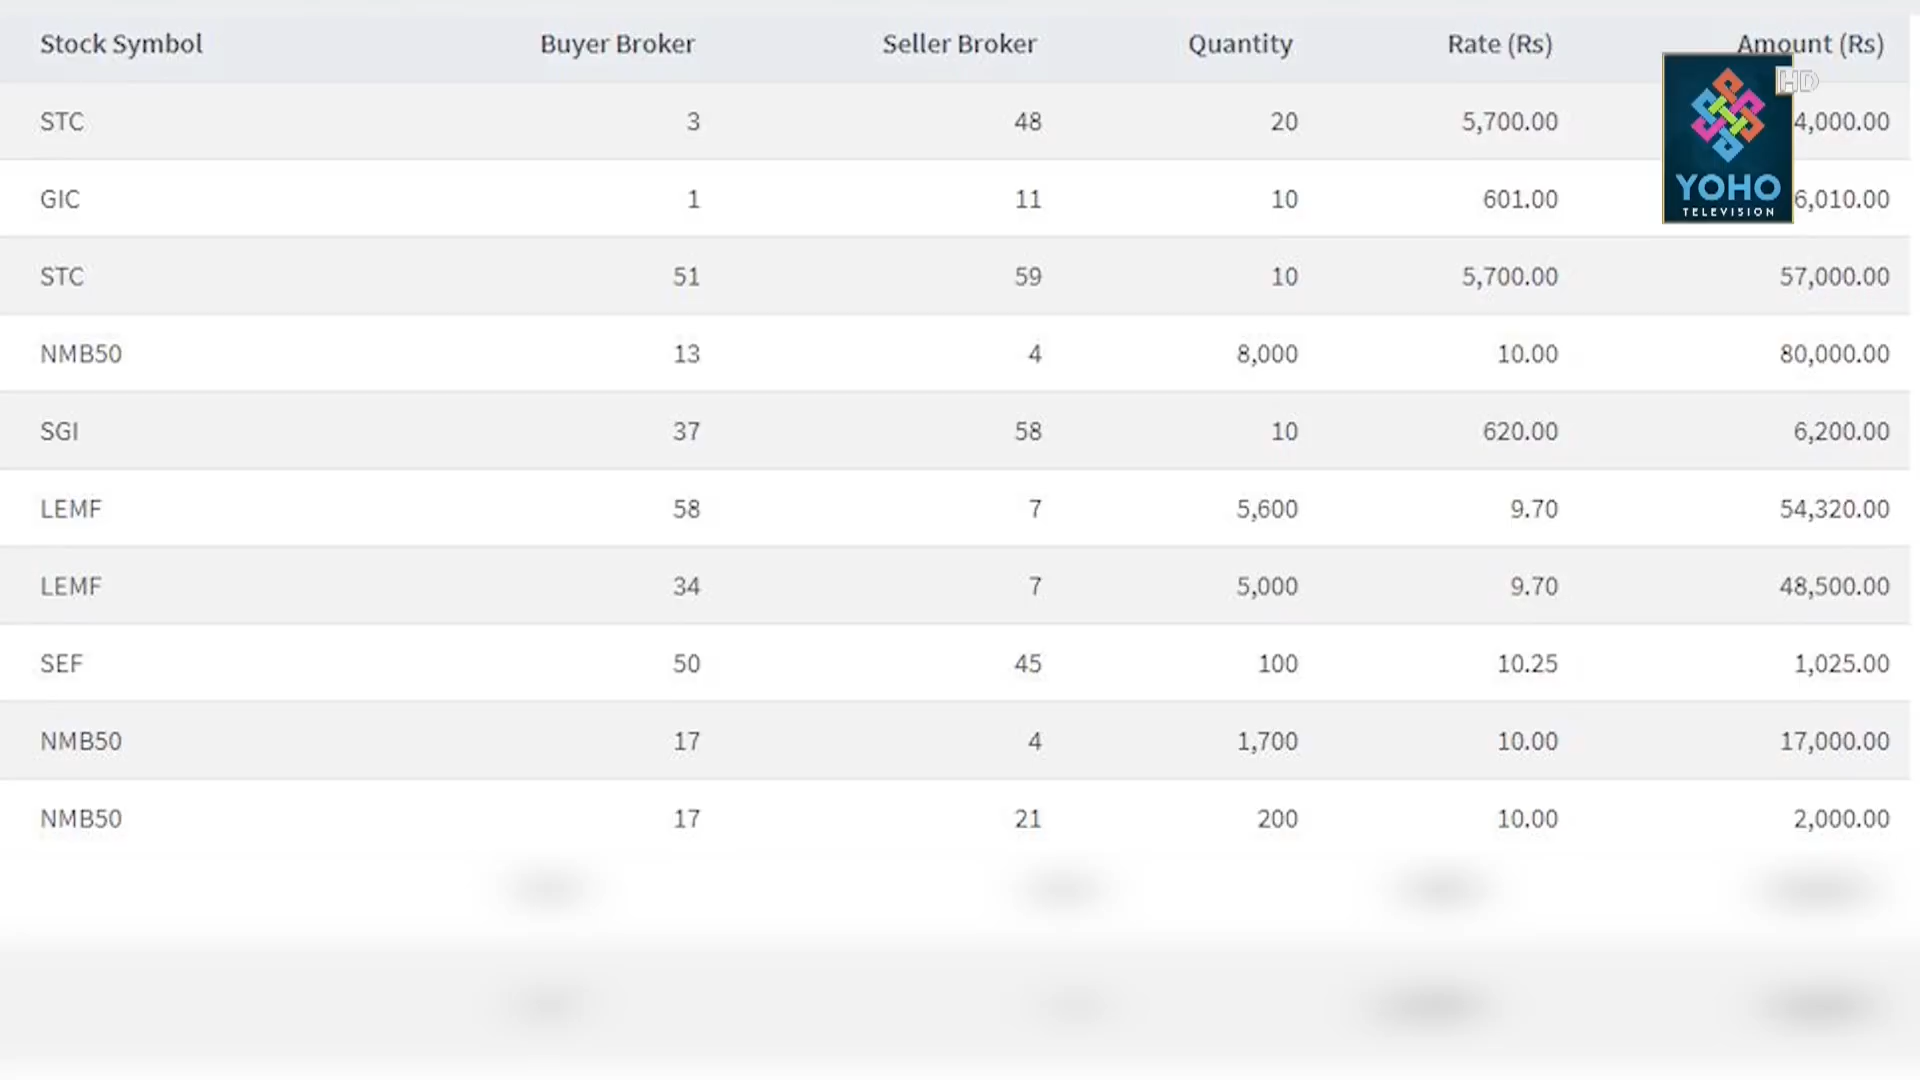 Stock Symbol Buyer Broker Seller Broker Quantity Rate (Rs) Amount (Rs)
HD
STC 3 48 20 5,700.00 4,000.00
GIC 1 11 10 601.00 6,010.00
YOHO
TELEVISION
STC 51 59 10 5,700.00 57,000.00
NMB50 13 4 8,000 10.00 80,000.00
SGI 37 58 10 620.00 6,200.00
LEMF 58 7 5,600 9.70 54,320.00
LEMF 34 7 5,000 9.70 48,500.00
SEF 50 45 100 10.25 1,025.00
NMB50 17 4 1,700 10.00 17,000.00
NMB50 17 21 200 10.00 2,000.00